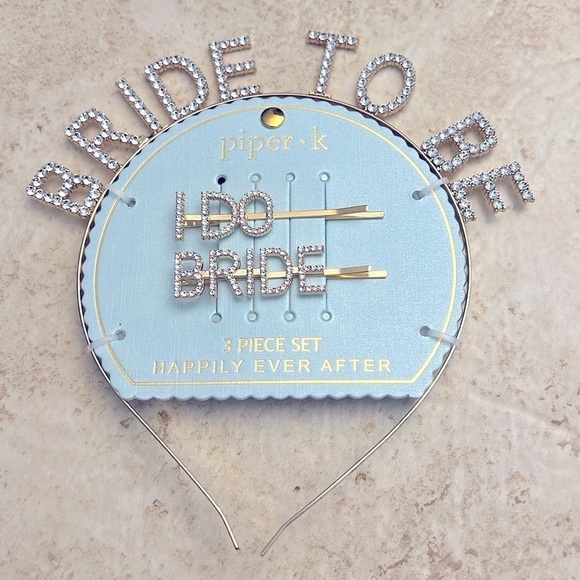 BRIDE TO BE
piper·k
I DO
BRIDE
3 PIECE SET
HAPPILY EVER AFTER